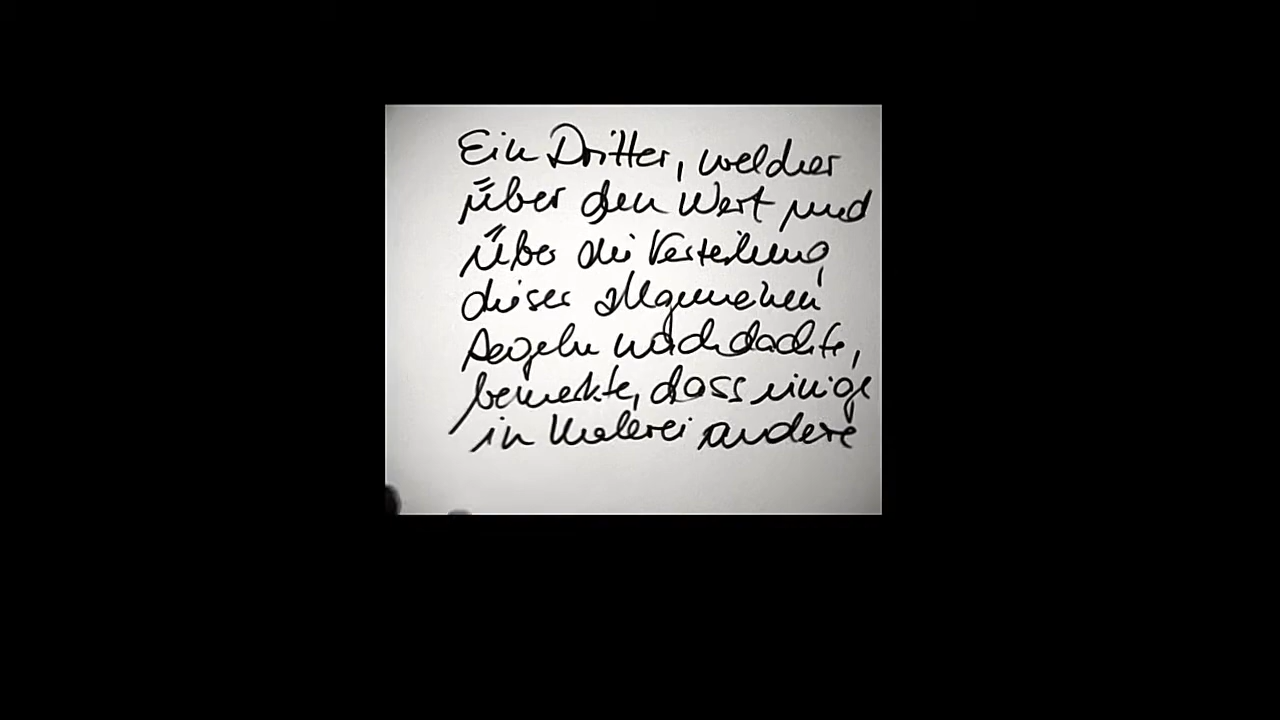 Ein Dritter, welcher
über den Wert und
über die Verteilung
dieser allgemeinen
Regeln nachdachte,
bemerkte, dass einige
in Malerei andere